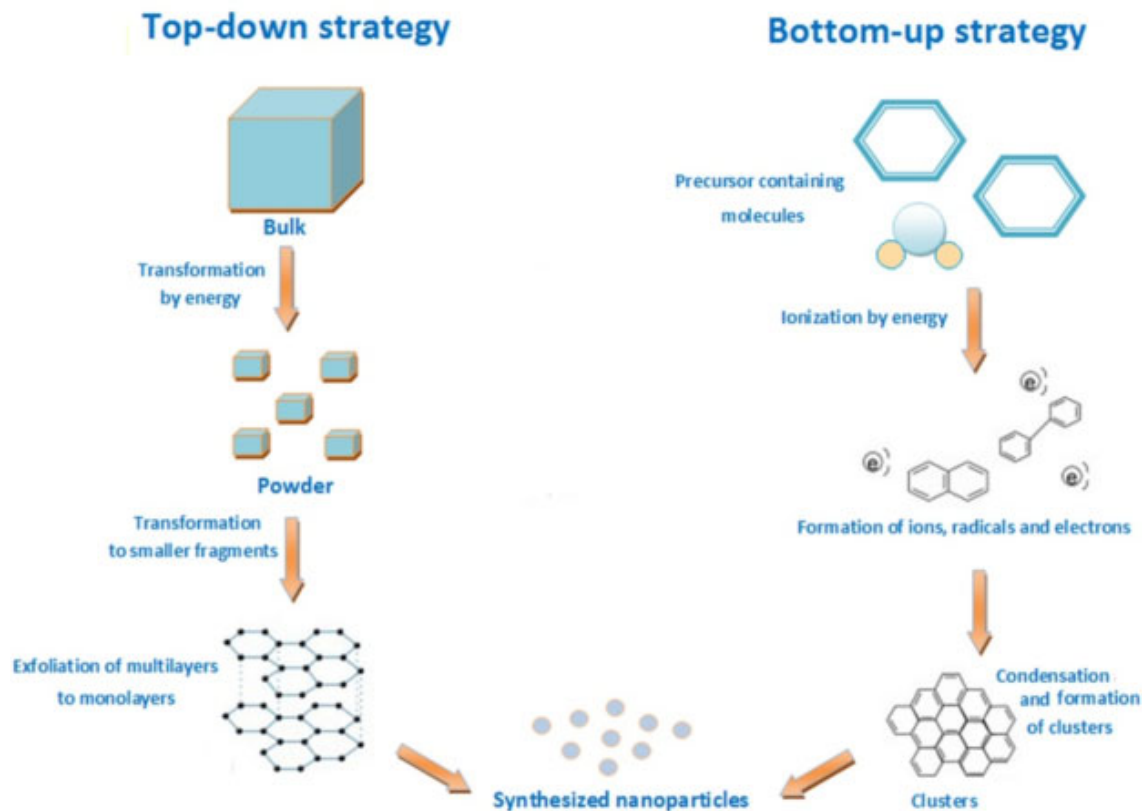 Top-down strategy
Bulk
Transformation
by energy
Powder
Transformation
to smaller fragments
Exfoliation of multilayers
to monolayers
Bottom-up strategy
Precursor containing
molecules
Ionization by energy
e
e
e
Formation of ions, radicals and electrons
Condensation
and formation
of clusters
Clusters
Synthesized nanoparticles